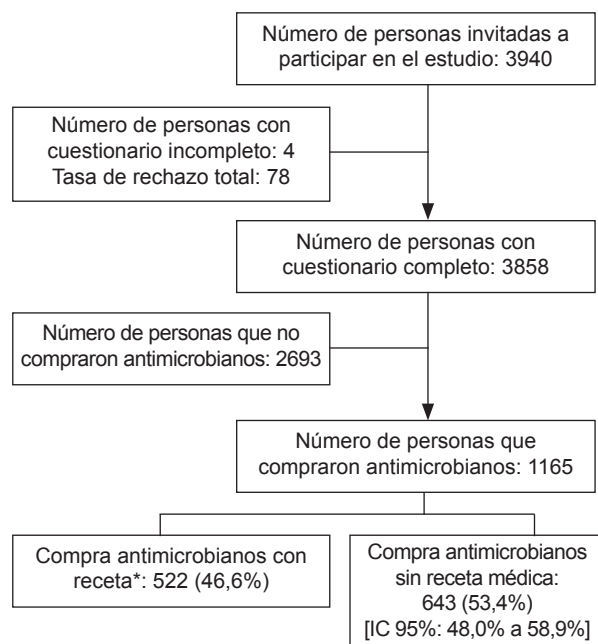 Número de personas invitadas a
participar en el estudio: 3940
Número de personas con
cuestionario incompleto: 4
Tasa de rechazo total: 78
Número de personas con
cuestionario completo: 3858
Número de personas que no
compraron antimicrobianos: 2693
Número de personas que
compraron antimicrobianos: 1165
Compra antimicrobianos con
receta*: 522 (46,6%)
Compra antimicrobianos
sin receta médica:
643 (53,4%)
[IC 95%: 48,0% a 58,9%]